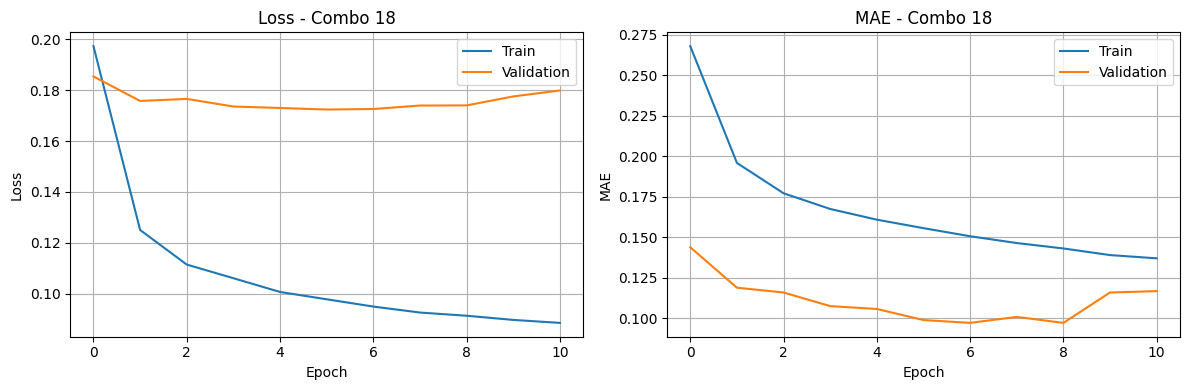 Loss - Combo 18
0.20
0.18
0.16
0.14
0.12
0.10
Loss
0 2 4 6 8 10
Epoch
Train
Validation
MAE - Combo 18
0.275
0.250
0.225
0.200
0.175
0.150
0.125
0.100
MAE
0 2 4 6 8 10
Epoch
Train
Validation